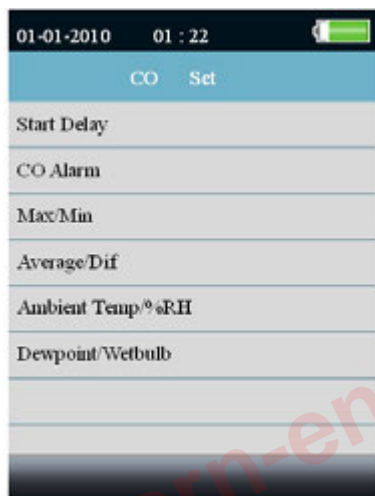 01-01-2010 01 : 22
CO Set
Start Delay
CO Alarm
Max/Min
Average/Dif
Ambient Temp/%RH
Dewpoint/Wetbulb